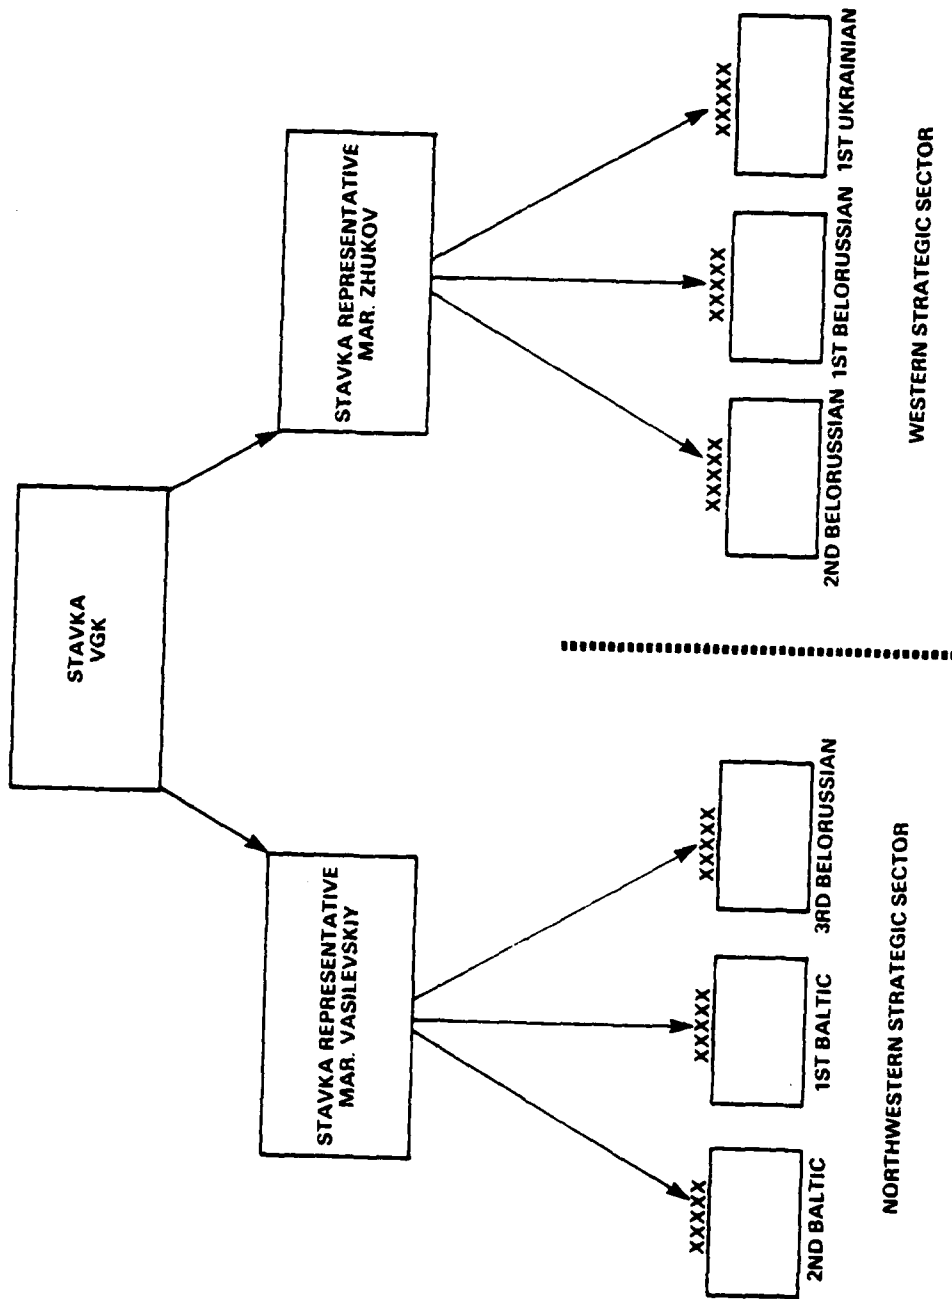 STAVKA
VGK
STAVKA REPRESENTATIVE
MAR. VASILEVSKIY
STAVKA REPRESENTATIVE
MAR. ZHUKOV
XXXXX
XXXXX
XXXXX
XXXXX
XXXXX
XXXXX
2ND BALTIC
1ST BALTIC
3RD BELORUSSIAN
2ND BELORUSSIAN
1ST BELORUSSIAN
1ST UKRAINIAN
NORTHWESTERN STRATEGIC SECTOR
WESTERN STRATEGIC SECTOR